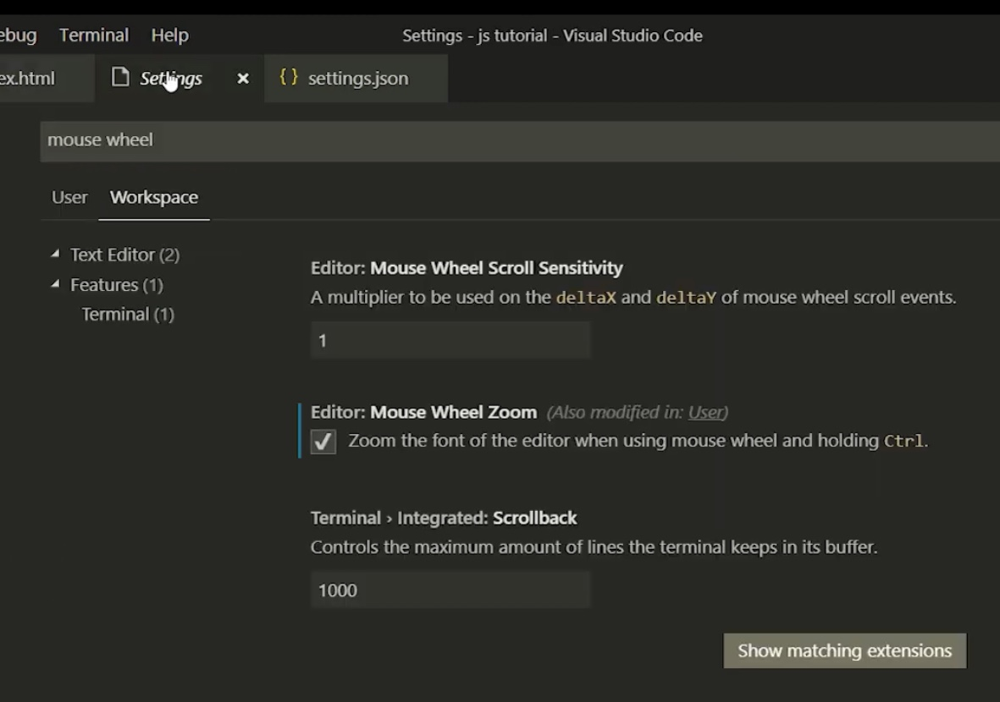 ebug Terminal Help Settings - js tutorial - Visual Studio Code
ex.html Settings × {} settings.json
mouse wheel
User Workspace
Text Editor (2)
Features (1)
Terminal (1)
Editor: Mouse Wheel Scroll Sensitivity
A multiplier to be used on the deltaX and deltaY of mouse wheel scroll events.
1
Editor: Mouse Wheel Zoom (Also modified in: User)
Zoom the font of the editor when using mouse wheel and holding Ctrl.
Terminal › Integrated: Scrollback
Controls the maximum amount of lines the terminal keeps in its buffer.
1000
Show matching extensions